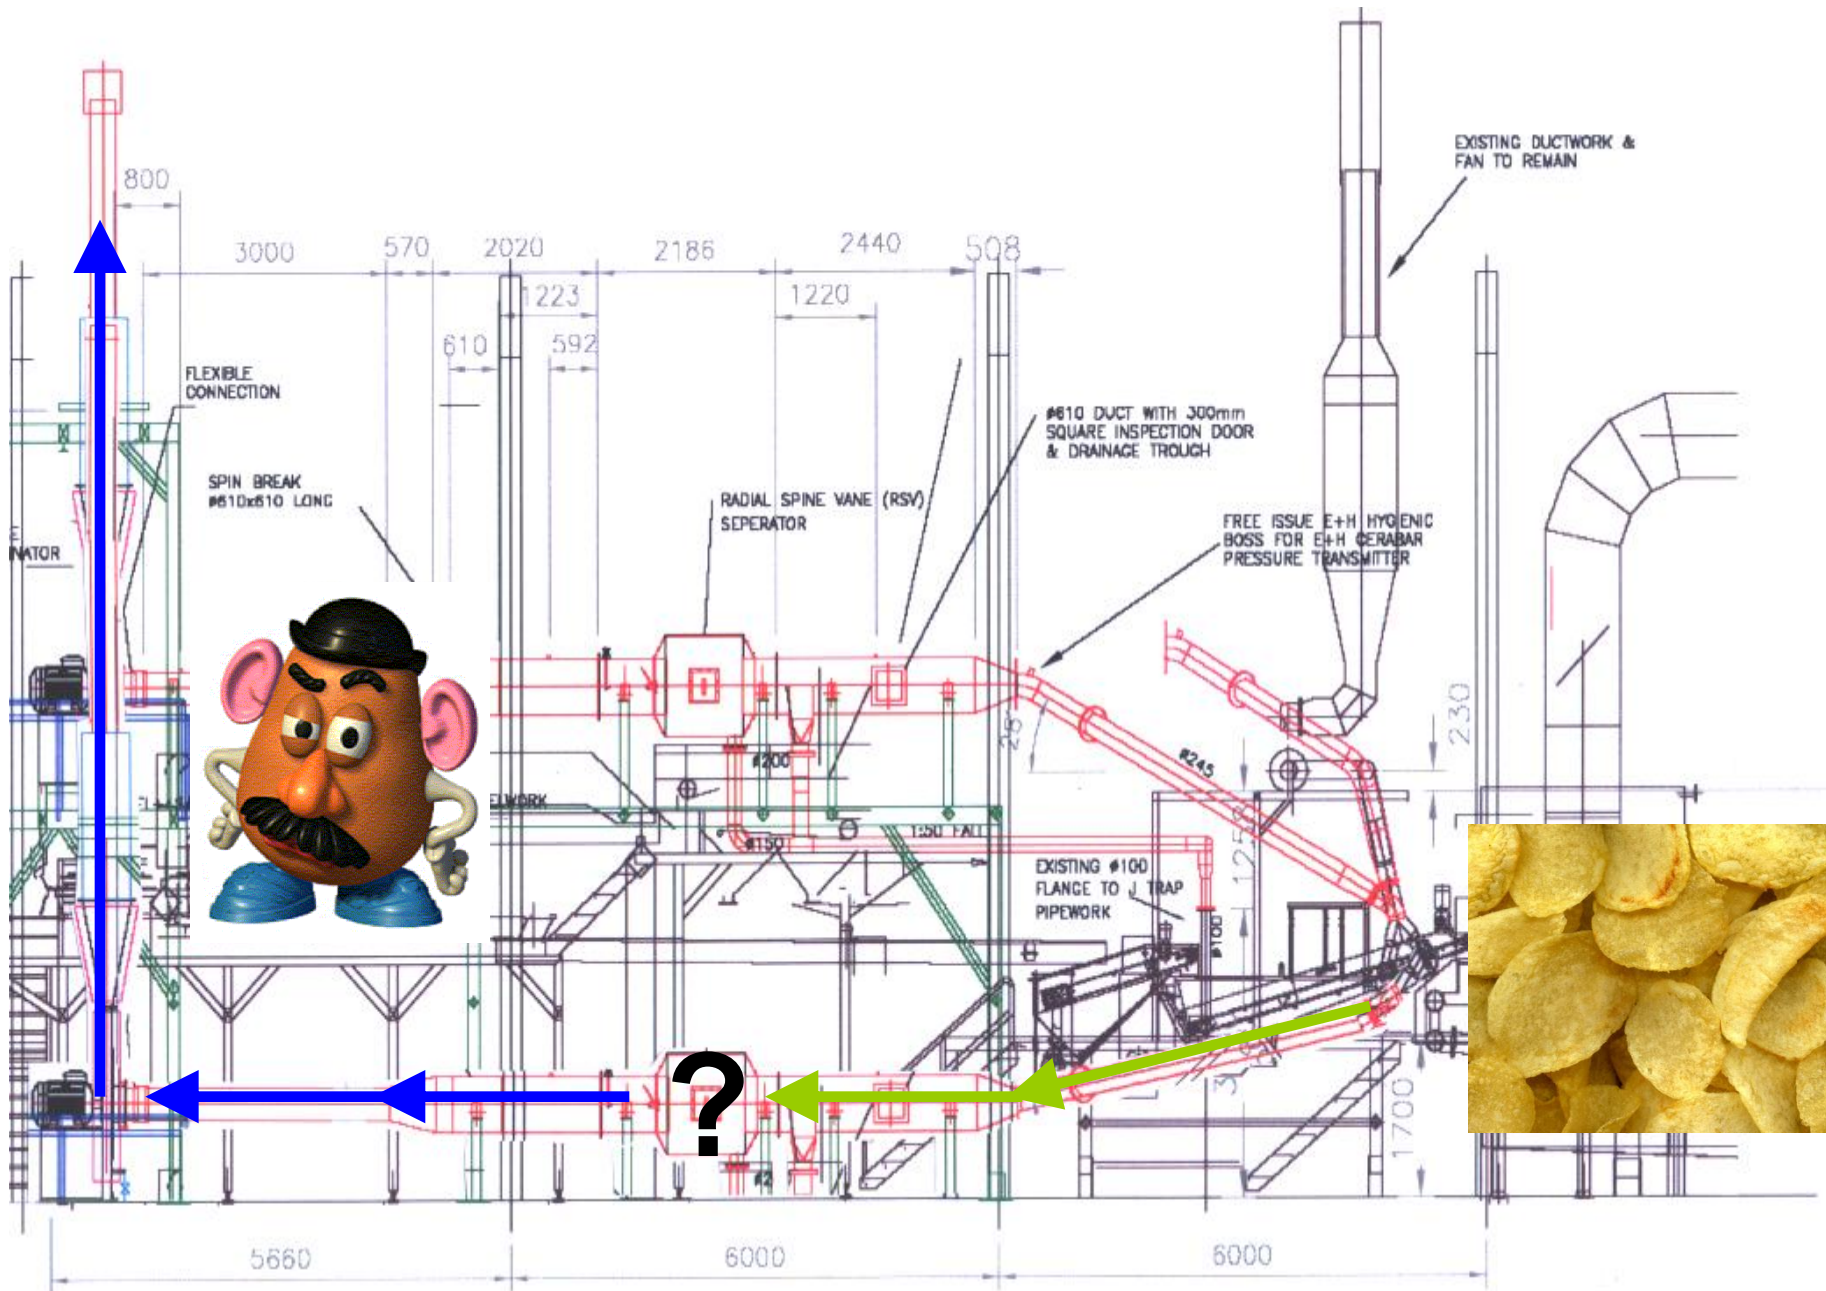 EXISTING DUCTWORK &
FAN TO REMAIN
800
3000
570
2020
2186
2440
508
1223
1220
610
592
FLEXIBLE
CONNECTION
ø610 DUCT WITH 300mm
SQUARE INSPECTION DOOR
& DRAINAGE TROUGH
SPIN BREAK
ø610x610 LONG
RADIAL SPINE VANE (RSV)
SEPERATOR
FREE ISSUE E+H HYGENIC
BOSS FOR E+H CERABAR
PRESSURE TRANSMITTER
NATOR
28°
230
ø200
ø245
ELWORK
1:50 FALL
ø150
EXISTING ø100
FLANGE TO J TRAP
PIPEWORK
ø100
?
1700
5660
6000
6000